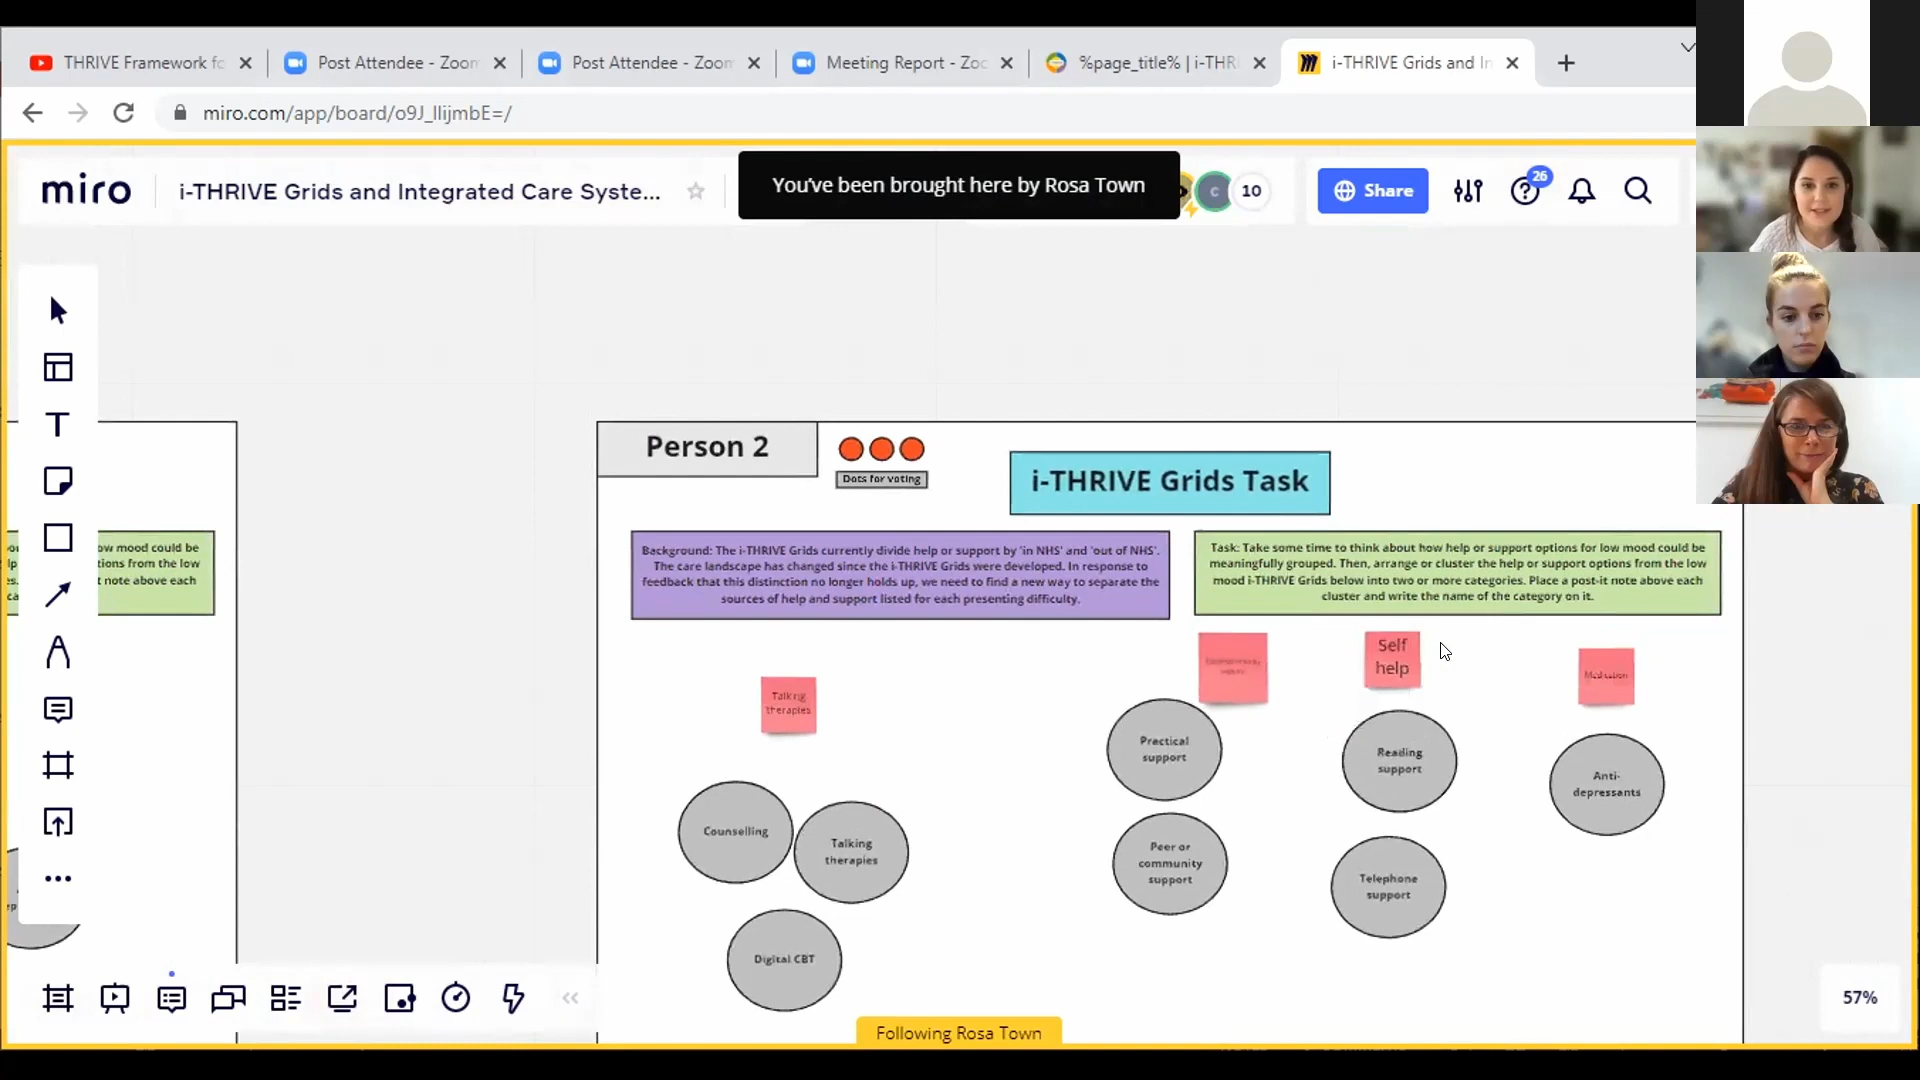 THRIVE Framework fo
Post Attendee - Zoom
Post Attendee - Zoom
Meeting Report - Zoo
%page_title% | i-THRI
i-THRIVE Grids and In
miro.com/app/board/o9J_lIijmbE=/
miro
i-THRIVE Grids and Integrated Care Syste...
You've been brought here by Rosa Town
C
10
Share
26
Person 2
Dots for voting
i-THRIVE Grids Task
ow mood could be
tions from the low
t note above each
Background: The i-THRIVE Grids currently divide help or support by 'in NHS' and 'out of NHS'.
The care landscape has changed since the i-THRIVE Grids were developed. In response to
feedback that this distinction no longer holds up, we need to find a new way to separate the
sources of help and support listed for each presenting difficulty.
Task: Take some time to think about how help or support options for low mood could be
meaningfully grouped. Then, arrange or cluster the help or support options from the low
mood i-THRIVE Grids below into two or more categories. Place a post-it note above each
cluster and write the name of the category on it.
Talking
therapies
Self
help
Medication
Counselling
Talking
therapies
Digital CBT
Practical
support
Peer or
community
support
Reading
support
Telephone
support
Anti-
depressants
57%
Following Rosa Town